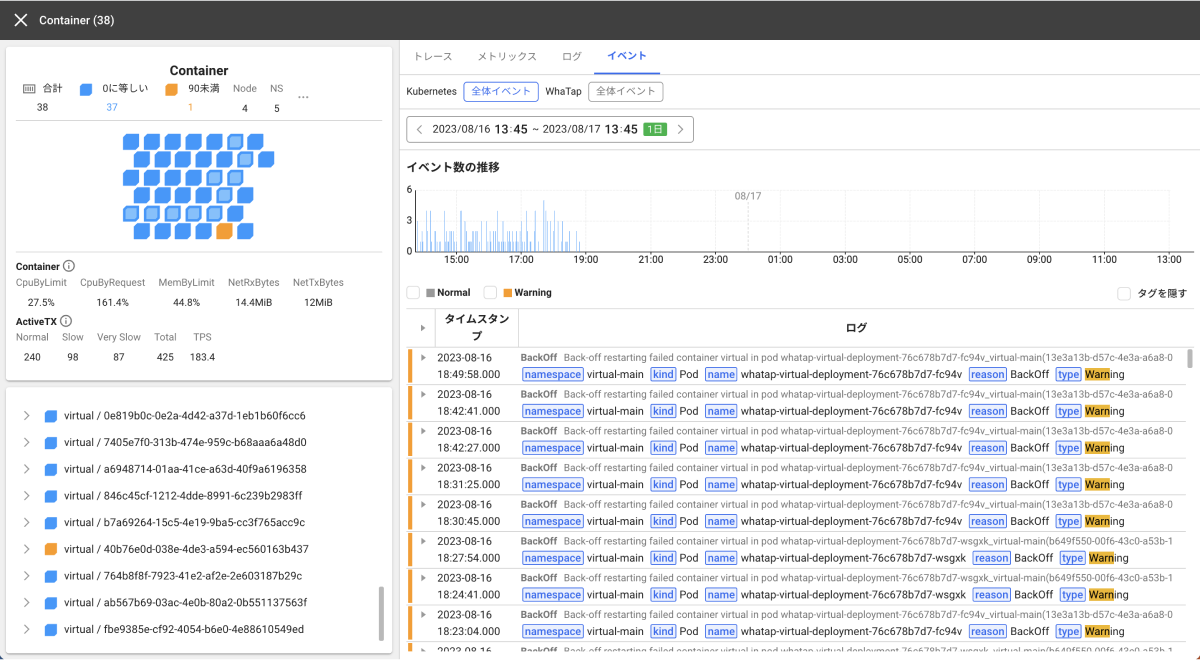 Container (38)
Container
合計 0に等しい 90未満 Node NS ...
38 37 1 4 5
Container
CpuByLimit CpuByRequest MemByLimit NetRxBytes NetTxBytes
27.5% 161.4% 44.8% 14.4MiB 12MiB
ActiveTX
Normal Slow Very Slow Total TPS
240 98 87 425 183.4
virtual / 0e819b0c-0e2a-4d42-a37d-1eb1b60f6cc6
virtual / 7405e7f0-313b-474e-959c-b68aaa6a48d0
virtual / a6948714-01aa-41ce-a63d-40f9a6196358
virtual / 846c45cf-1212-4dde-8991-6c239b2983ff
virtual / b7a69264-15c5-4e19-9ba5-cc3f765acc9c
virtual / 40b76e0d-038e-4de3-a594-ec560163b437
virtual / 764b8f8f-7923-41e2-af2e-2e603187b29c
virtual / ab567b69-03ac-4e0b-80a2-0b551137563f
virtual / fbe9385e-cf92-4054-b6e0-4e88610549ed
トレース メトリックス ログ イベント
Kubernetes 全体イベント WhaTap 全体イベント
2023/08/16 13:45 ~ 2023/08/17 13:45 1日
イベント数の推移
6
3
0
08/17
15:00 17:00 19:00 21:00 23:00 01:00 03:00 05:00 07:00 09:00 11:00 13:00
Normal Warning タグを隠す
タイムスタン
プ
ログ
2023-08-16 BackOff Back-off restarting failed container virtual in pod whatap-virtual-deployment-76c678b7d7-fc94v_virtual-main(13e3a13b-d57c-4e3a-a6a8-0
18:49:58.000 namespace virtual-main kind Pod name whatap-virtual-deployment-76c678b7d7-fc94v reason BackOff type Warning
2023-08-16 BackOff Back-off restarting failed container virtual in pod whatap-virtual-deployment-76c678b7d7-fc94v_virtual-main(13e3a13b-d57c-4e3a-a6a8-0
18:42:41.000 namespace virtual-main kind Pod name whatap-virtual-deployment-76c678b7d7-fc94v reason BackOff type Warning
2023-08-16 BackOff Back-off restarting failed container virtual in pod whatap-virtual-deployment-76c678b7d7-fc94v_virtual-main(13e3a13b-d57c-4e3a-a6a8-0
18:42:27.000 namespace virtual-main kind Pod name whatap-virtual-deployment-76c678b7d7-fc94v reason BackOff type Warning
2023-08-16 BackOff Back-off restarting failed container virtual in pod whatap-virtual-deployment-76c678b7d7-fc94v_virtual-main(13e3a13b-d57c-4e3a-a6a8-0
18:31:25.000 namespace virtual-main kind Pod name whatap-virtual-deployment-76c678b7d7-fc94v reason BackOff type Warning
2023-08-16 BackOff Back-off restarting failed container virtual in pod whatap-virtual-deployment-76c678b7d7-fc94v_virtual-main(13e3a13b-d57c-4e3a-a6a8-0
18:30:45.000 namespace virtual-main kind Pod name whatap-virtual-deployment-76c678b7d7-fc94v reason BackOff type Warning
2023-08-16 BackOff Back-off restarting failed container virtual in pod whatap-virtual-deployment-76c678b7d7-wsgxk_virtual-main(b649f550-00f6-43c0-a53b-1
18:27:54.000 namespace virtual-main kind Pod name whatap-virtual-deployment-76c678b7d7-wsgxk reason BackOff type Warning
2023-08-16 BackOff Back-off restarting failed container virtual in pod whatap-virtual-deployment-76c678b7d7-wsgxk_virtual-main(b649f550-00f6-43c0-a53b-1
18:24:41.000 namespace virtual-main kind Pod name whatap-virtual-deployment-76c678b7d7-wsgxk reason BackOff type Warning
2023-08-16 BackOff Back-off restarting failed container virtual in pod whatap-virtual-deployment-76c678b7d7-fc94v_virtual-main(13e3a13b-d57c-4e3a-a6a8-0
18:23:04.000 namespace virtual-main kind Pod name whatap-virtual-deployment-76c678b7d7-fc94v reason BackOff type Warning